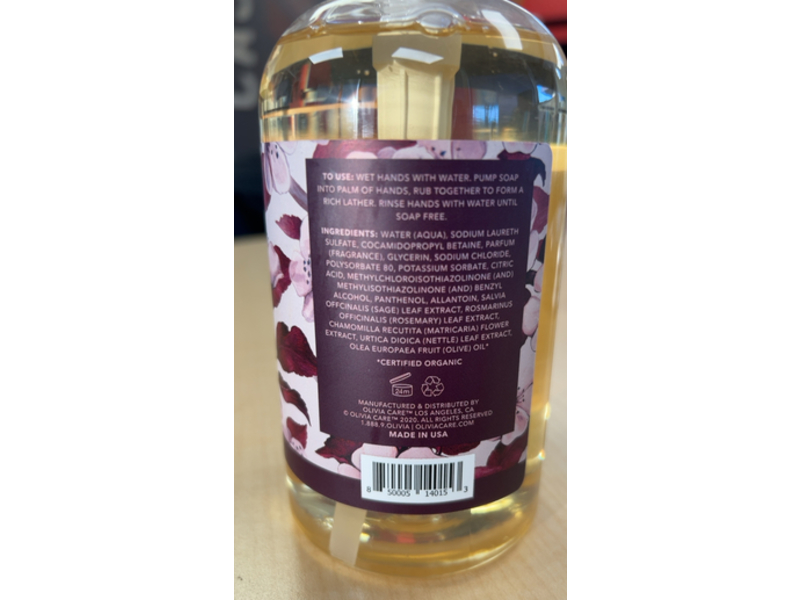 TO USE: WET HANDS WITH WATER. PUMP SOAP
INTO PALM OF HANDS, RUB TOGETHER TO FORM A
RICH LATHER. RINSE HANDS WITH WATER UNTIL
SOAP FREE.
INGREDIENTS: WATER (AQUA), SODIUM LAURETH
SULFATE, COCAMIDOPROPYL BETAINE, PARFUM
(FRAGRANCE), GLYCERIN, SODIUM CHLORIDE,
POLYSORBATE 80, POTASSIUM SORBATE, CITRIC
ACID, METHYLCHLOROISOTHIAZOLINONE (AND)
METHYLISOTHIAZOLINONE (AND) BENZYL
ALCOHOL, PANTHENOL, ALLANTOIN, SALVIA
OFFCINALIS (SAGE) LEAF EXTRACT, ROSMARINUS
OFFICINALIS (ROSEMARY) LEAF EXTRACT,
CHAMOMILLA RECUTITA (MATRICARIA) FLOWER
EXTRACT, URTICA DIOICA (NETTLE) LEAF EXTRACT,
OLEA EUROPAEA FRUIT (OLIVE) OIL*
*CERTIFIED ORGANIC
24m
MANUFACTURED & DISTRIBUTED BY
OLIVIA CARE™ LOS ANGELES, CA
© OLIVIA CARE™ 2020. ALL RIGHTS RESERVED
1.888.9.OLIVIA | OLIVIACARE.COM
MADE IN USA
8 50005 14015 3